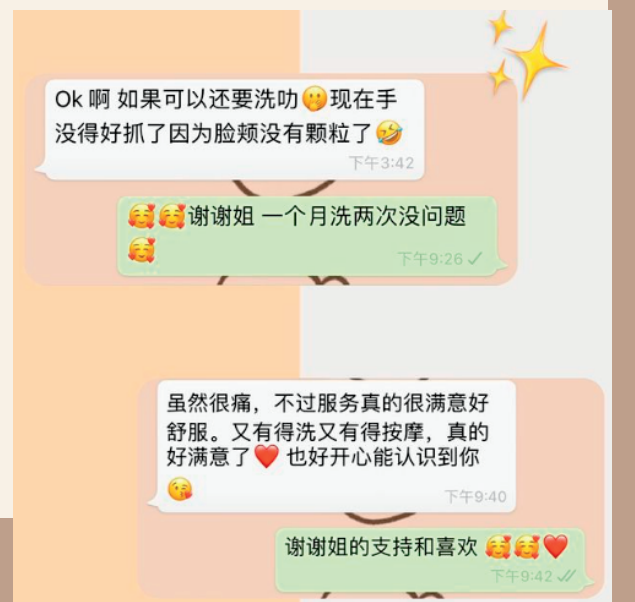 Ok 啊 如果可以还要洗叻🤭现在手
没得好抓了因为脸颊没有颗粒了🤣
下午3:42
🥰🥰谢谢姐 一个月洗两次没问题
🥰
下午9:26
虽然很痛，不过服务真的很满意好
舒服。又有得洗又有得按摩，真的
好满意了❤️ 也好开心能认识到你
😘
下午9:40
谢谢姐的支持和喜欢 🥰🥰❤️
下午9:42